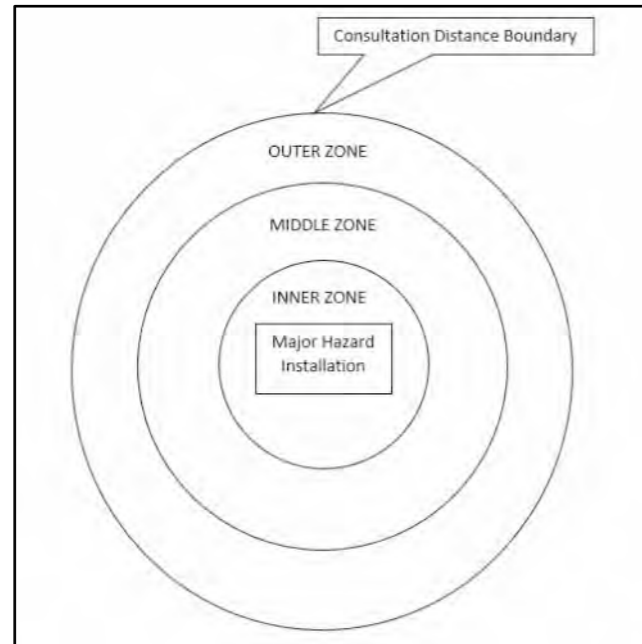 Consultation Distance Boundary
OUTER ZONE
MIDDLE ZONE
INNER ZONE
Major Hazard
Installation